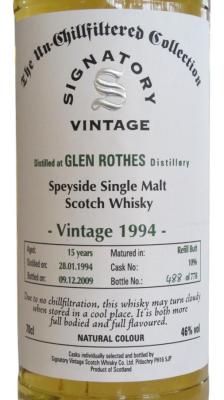 The Un-Chillfiltered Collection
SIGNATORY
S
VINTAGE
Distilled at GLEN ROTHES Distillery
Speyside Single Malt
Scotch Whisky
- Vintage 1994 -
Aged: 15 years Matured in: Refill Butt
Distilled on: 28.01.1994 Cask No: 1896
Bottled on: 09.12.2009 Bottle No.: 488 of 778
Due to no chillfiltration, this whisky may turn cloudy
when stored in a cool place. It is both more
full bodied and full flavoured.
70cl NATURAL COLOUR 46% vol
Casks individually selected and bottled by
Signatory Vintage Scotch Whisky Co. Ltd. Pitlochry PH16 5JP
Product of Scotland